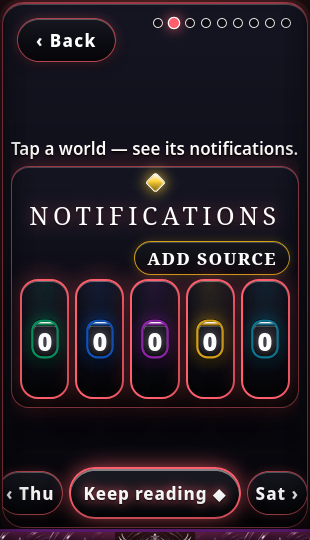 ‹ Back
Tap a world — see its notifications.
NOTIFICATIONS
ADD SOURCE
0 0 0 0 0
‹ Thu Keep reading ◆ Sat ›